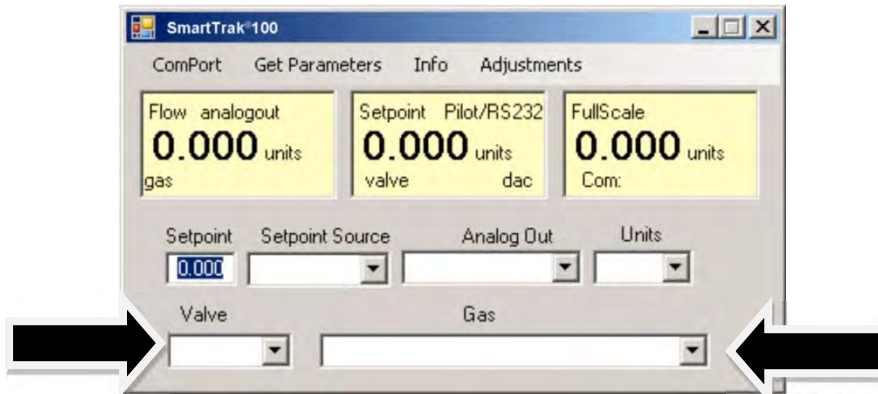 SmartTrak®100
ComPort Get Parameters Info Adjustments
Flow analogout
0.000 units
gas
Setpoint Pilot/RS232
0.000 units
valve dac
FullScale
0.000 units
Com:
Setpoint Setpoint Source Analog Out Units
0.000
Valve Gas